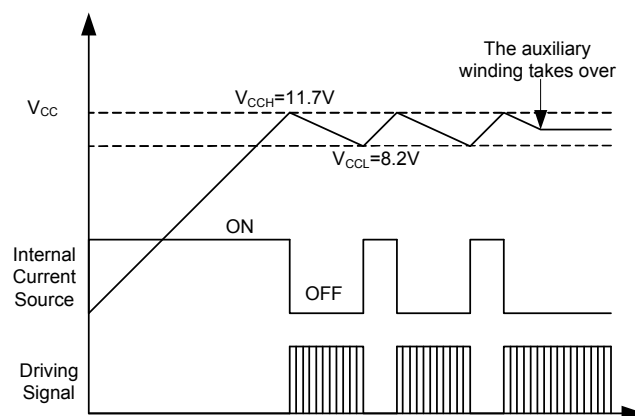 The auxiliary
winding takes over
VCC
VCCH=11.7V
VCCL=8.2V
ON
Internal
Current
Source
OFF
Driving
Signal